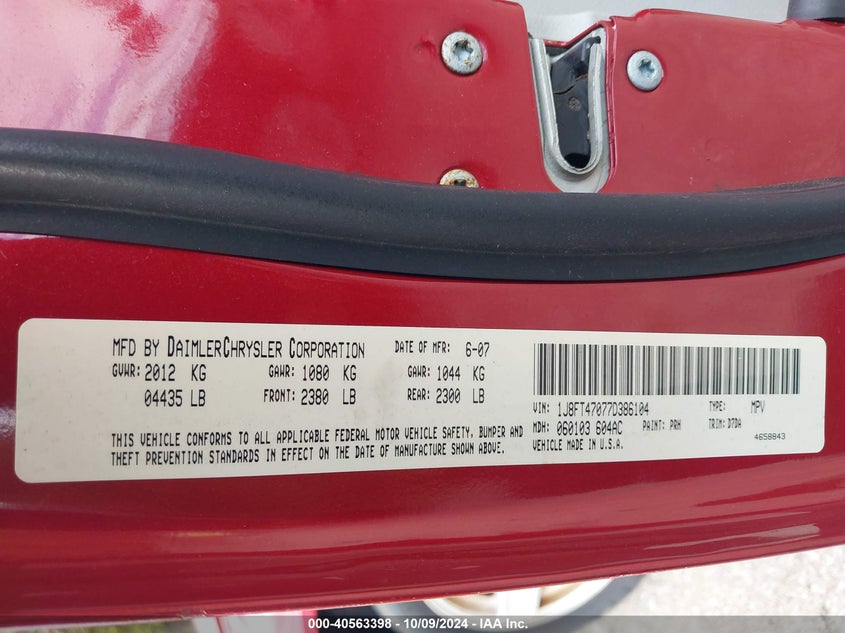 MFD BY DAIMLERCHRYSLER CORPORATION DATE OF MFR: 6-07
GVWR: 2012 KG GAWR: 1080 KG GAWR: 1044 KG
04435 LB FRONT: 2380 LB REAR: 2300 LB
THIS VEHICLE CONFORMS TO ALL APPLICABLE FEDERAL MOTOR VEHICLE SAFETY, BUMPER AND
THEFT PREVENTION STANDARDS IN EFFECT ON THE DATE OF MANUFACTURE SHOWN ABOVE.
VIN: 1J8FT47077D386104 TYPE: MPV
MDH: 060103 604AC PAINT: PRH TRIM: D7DA
VEHICLE MADE IN U.S.A. 4658843
000-40563398 - 10/09/2024 - IAA Inc.